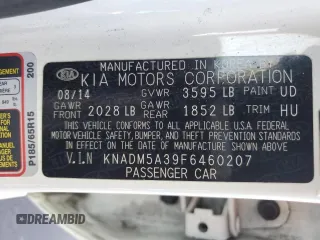 MANUFACTURED IN KOREA BY
KIA KIA MOTORS CORPORATION
08/14 GVWR 3595 LB PAINT UD
GAWR FRONT 2028 LB GAWR REAR 1852 LB TRIM HU
THIS VEHICLE CONFORMS TO ALL APPLICABLE FEDERAL
MOTOR VEHICLE SAFETY, BUMPER, AND THEFT PREVENTION
STANDARDS IN EFFECT ON THE DATE OF MANUFACTURE
SHOWN ABOVE.
V.I.N KNADM5A39F6460207
PASSENGER CAR
200
P185/65R15
DREAMBID.COM